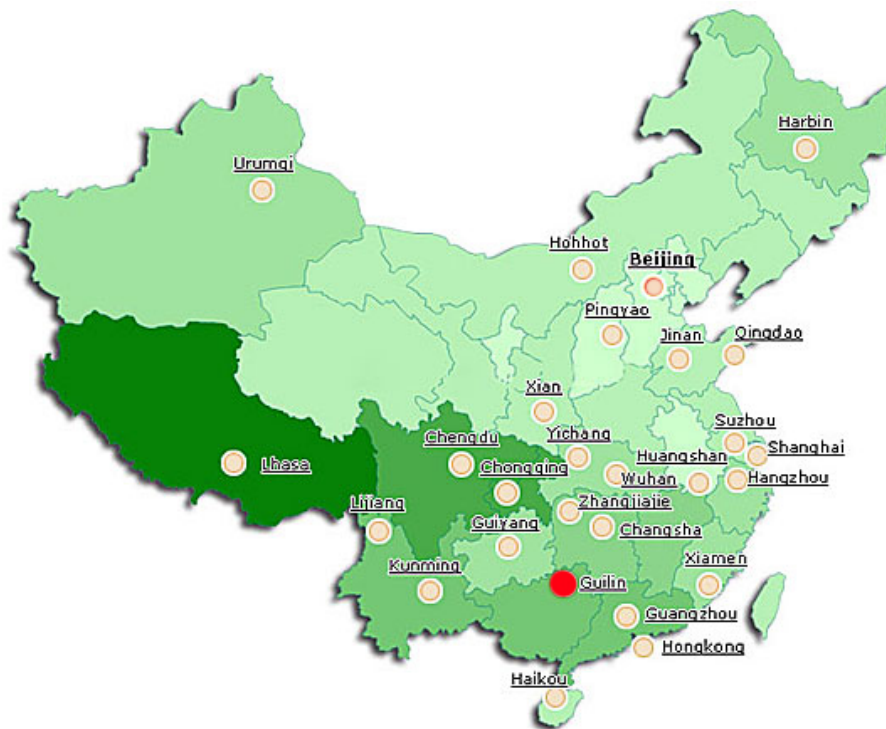 Harbin
Urumqi
Hohhot
Beijing
Pingyao
Jinan
Qingdao
Xian
Suzhou
Yichang
Chengdu
Shanghai
Huangshan
Chongqing
Wuhan
Hangzhou
Lhasa
Lijiang
Zhangjiajie
Guiyang
Changsha
Kunming
Xiamen
Guilin
Guangzhou
Hongkong
Haikou